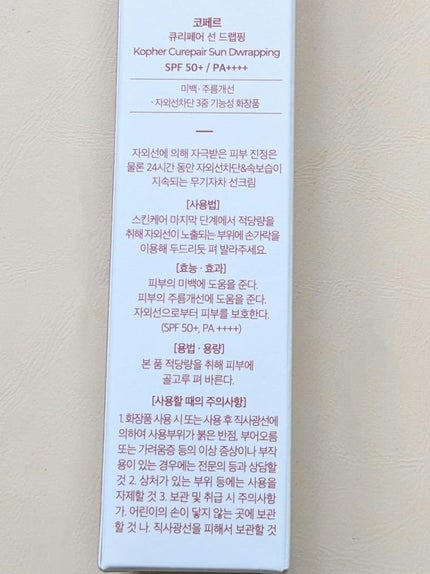 코페르
큐리페어 선 드랩핑
Kopher Curepair Sun Dwrapping
SPF 50+ / PA++++
미백 · 주름개선
· 자외선차단 3중 기능성 화장품
자외선에 의해 자극받은 피부 진정은
물론 24시간 동안 자외선차단&속보습이
지속되는 무기자차 선크림
[사용법]
스킨케어 마지막 단계에서 적당량을
취해 자외선이 노출되는 부위에 손가락을
이용해 두드리듯 펴 발라주세요.
[효능 · 효과]
피부의 미백에 도움을 준다.
피부의 주름개선에 도움을 준다.
자외선으로부터 피부를 보호한다.
(SPF 50+, PA ++++)
[용법 · 용량]
본 품 적당량을 취해 피부에
골고루 펴 바른다.
[사용할 때의 주의사항]
1. 화장품 사용 시 또는 사용 후 직사광선에
의하여 사용부위가 붉은 반점, 부어오름
또는 가려움증 등의 이상 증상이나 부작
용이 있는 경우에는 전문의 등과 상담할
것 2. 상처가 있는 부위 등에는 사용을
자제할 것 3. 보관 및 취급 시 주의사항
가. 어린이의 손이 닿지 않는 곳에 보관
할 것 나. 직사광선을 피해서 보관할 것